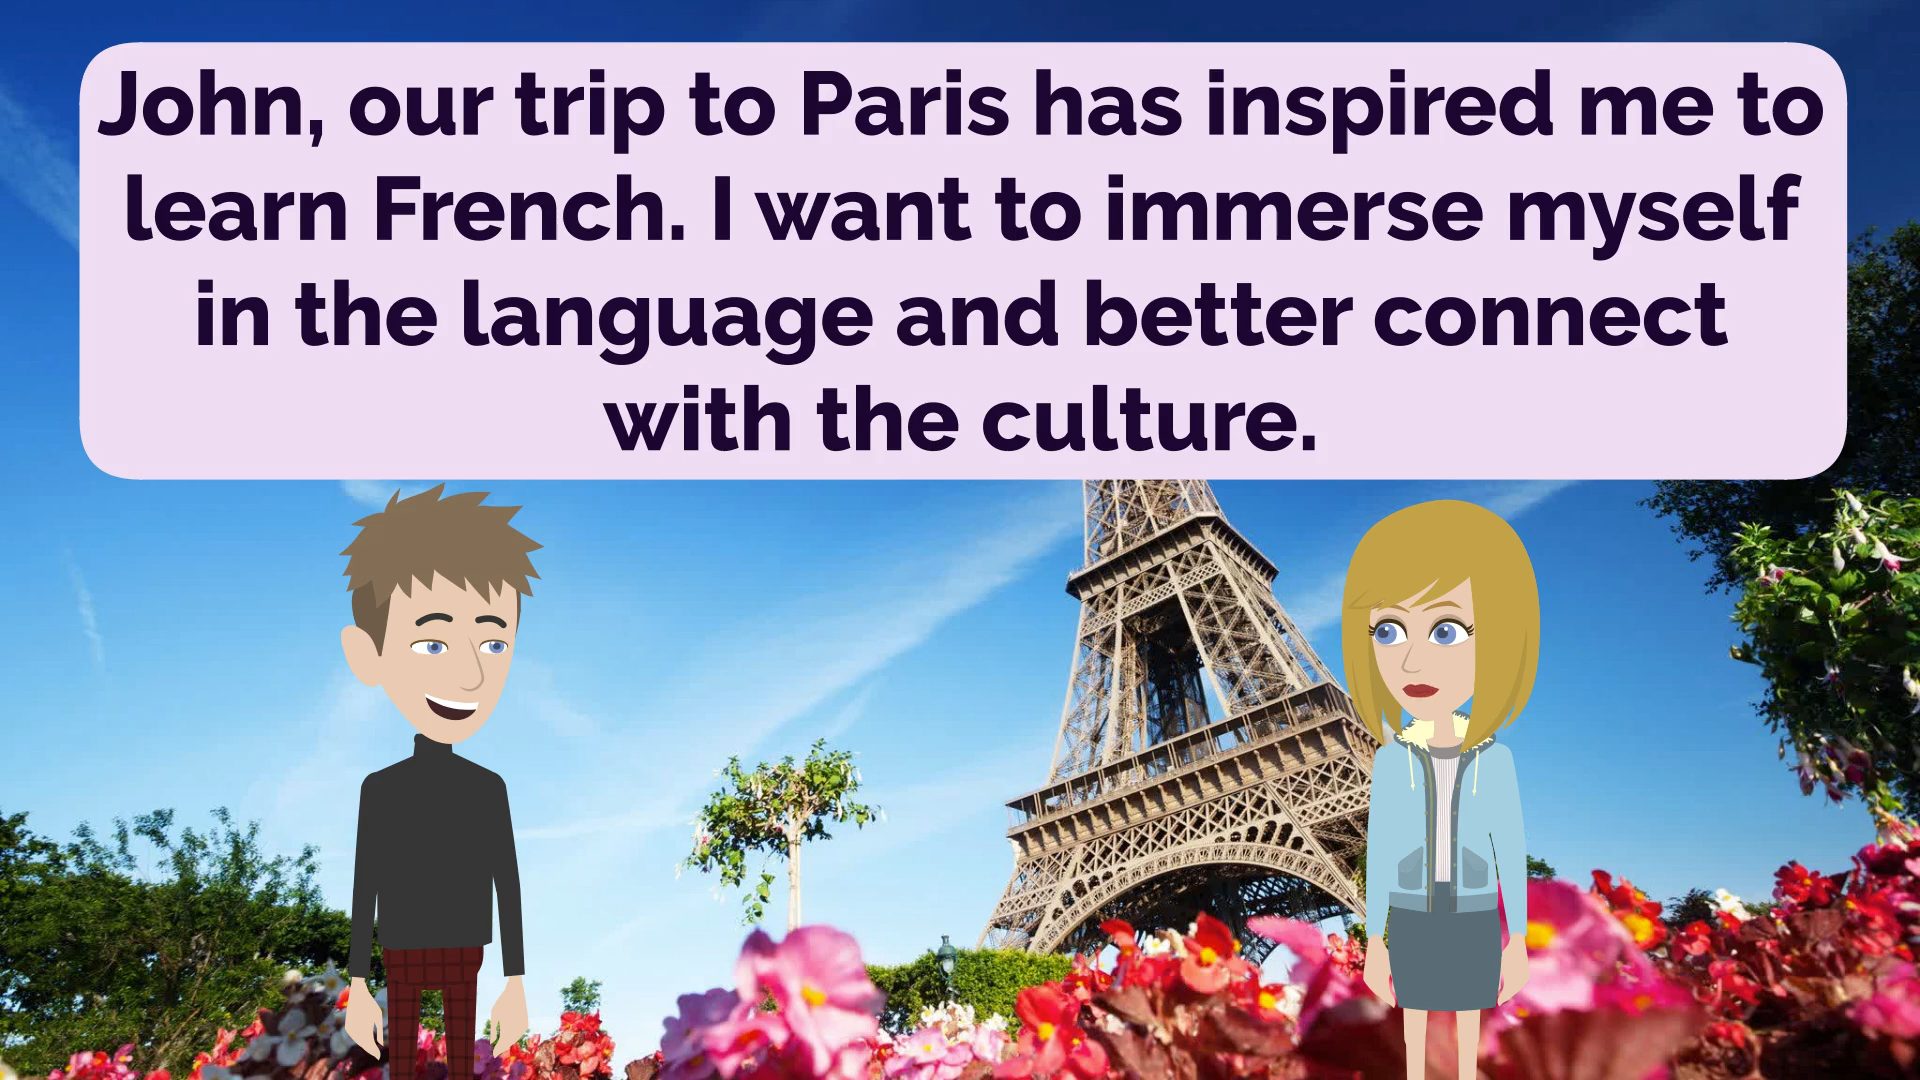 John, our trip to Paris has inspired me to
learn French. I want to immerse myself
in the language and better connect
with the culture.